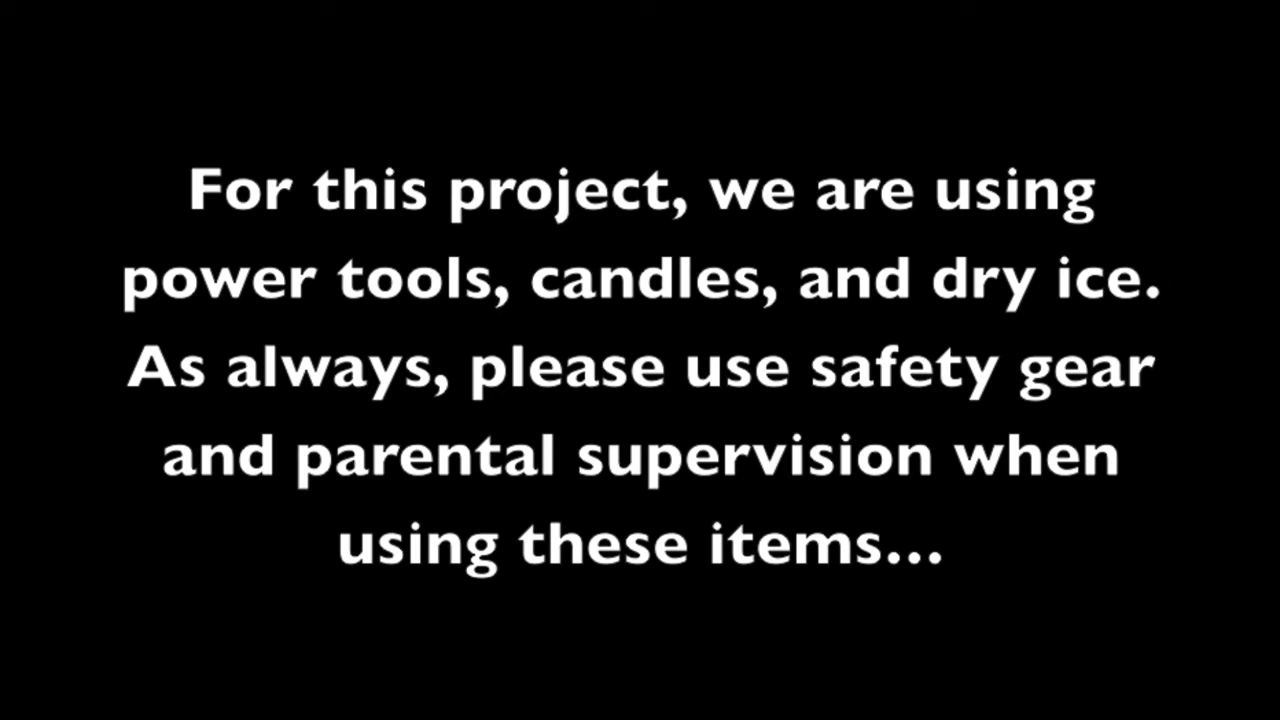 For this project, we are using
power tools, candles, and dry ice.
As always, please use safety gear
and parental supervision when
using these items...